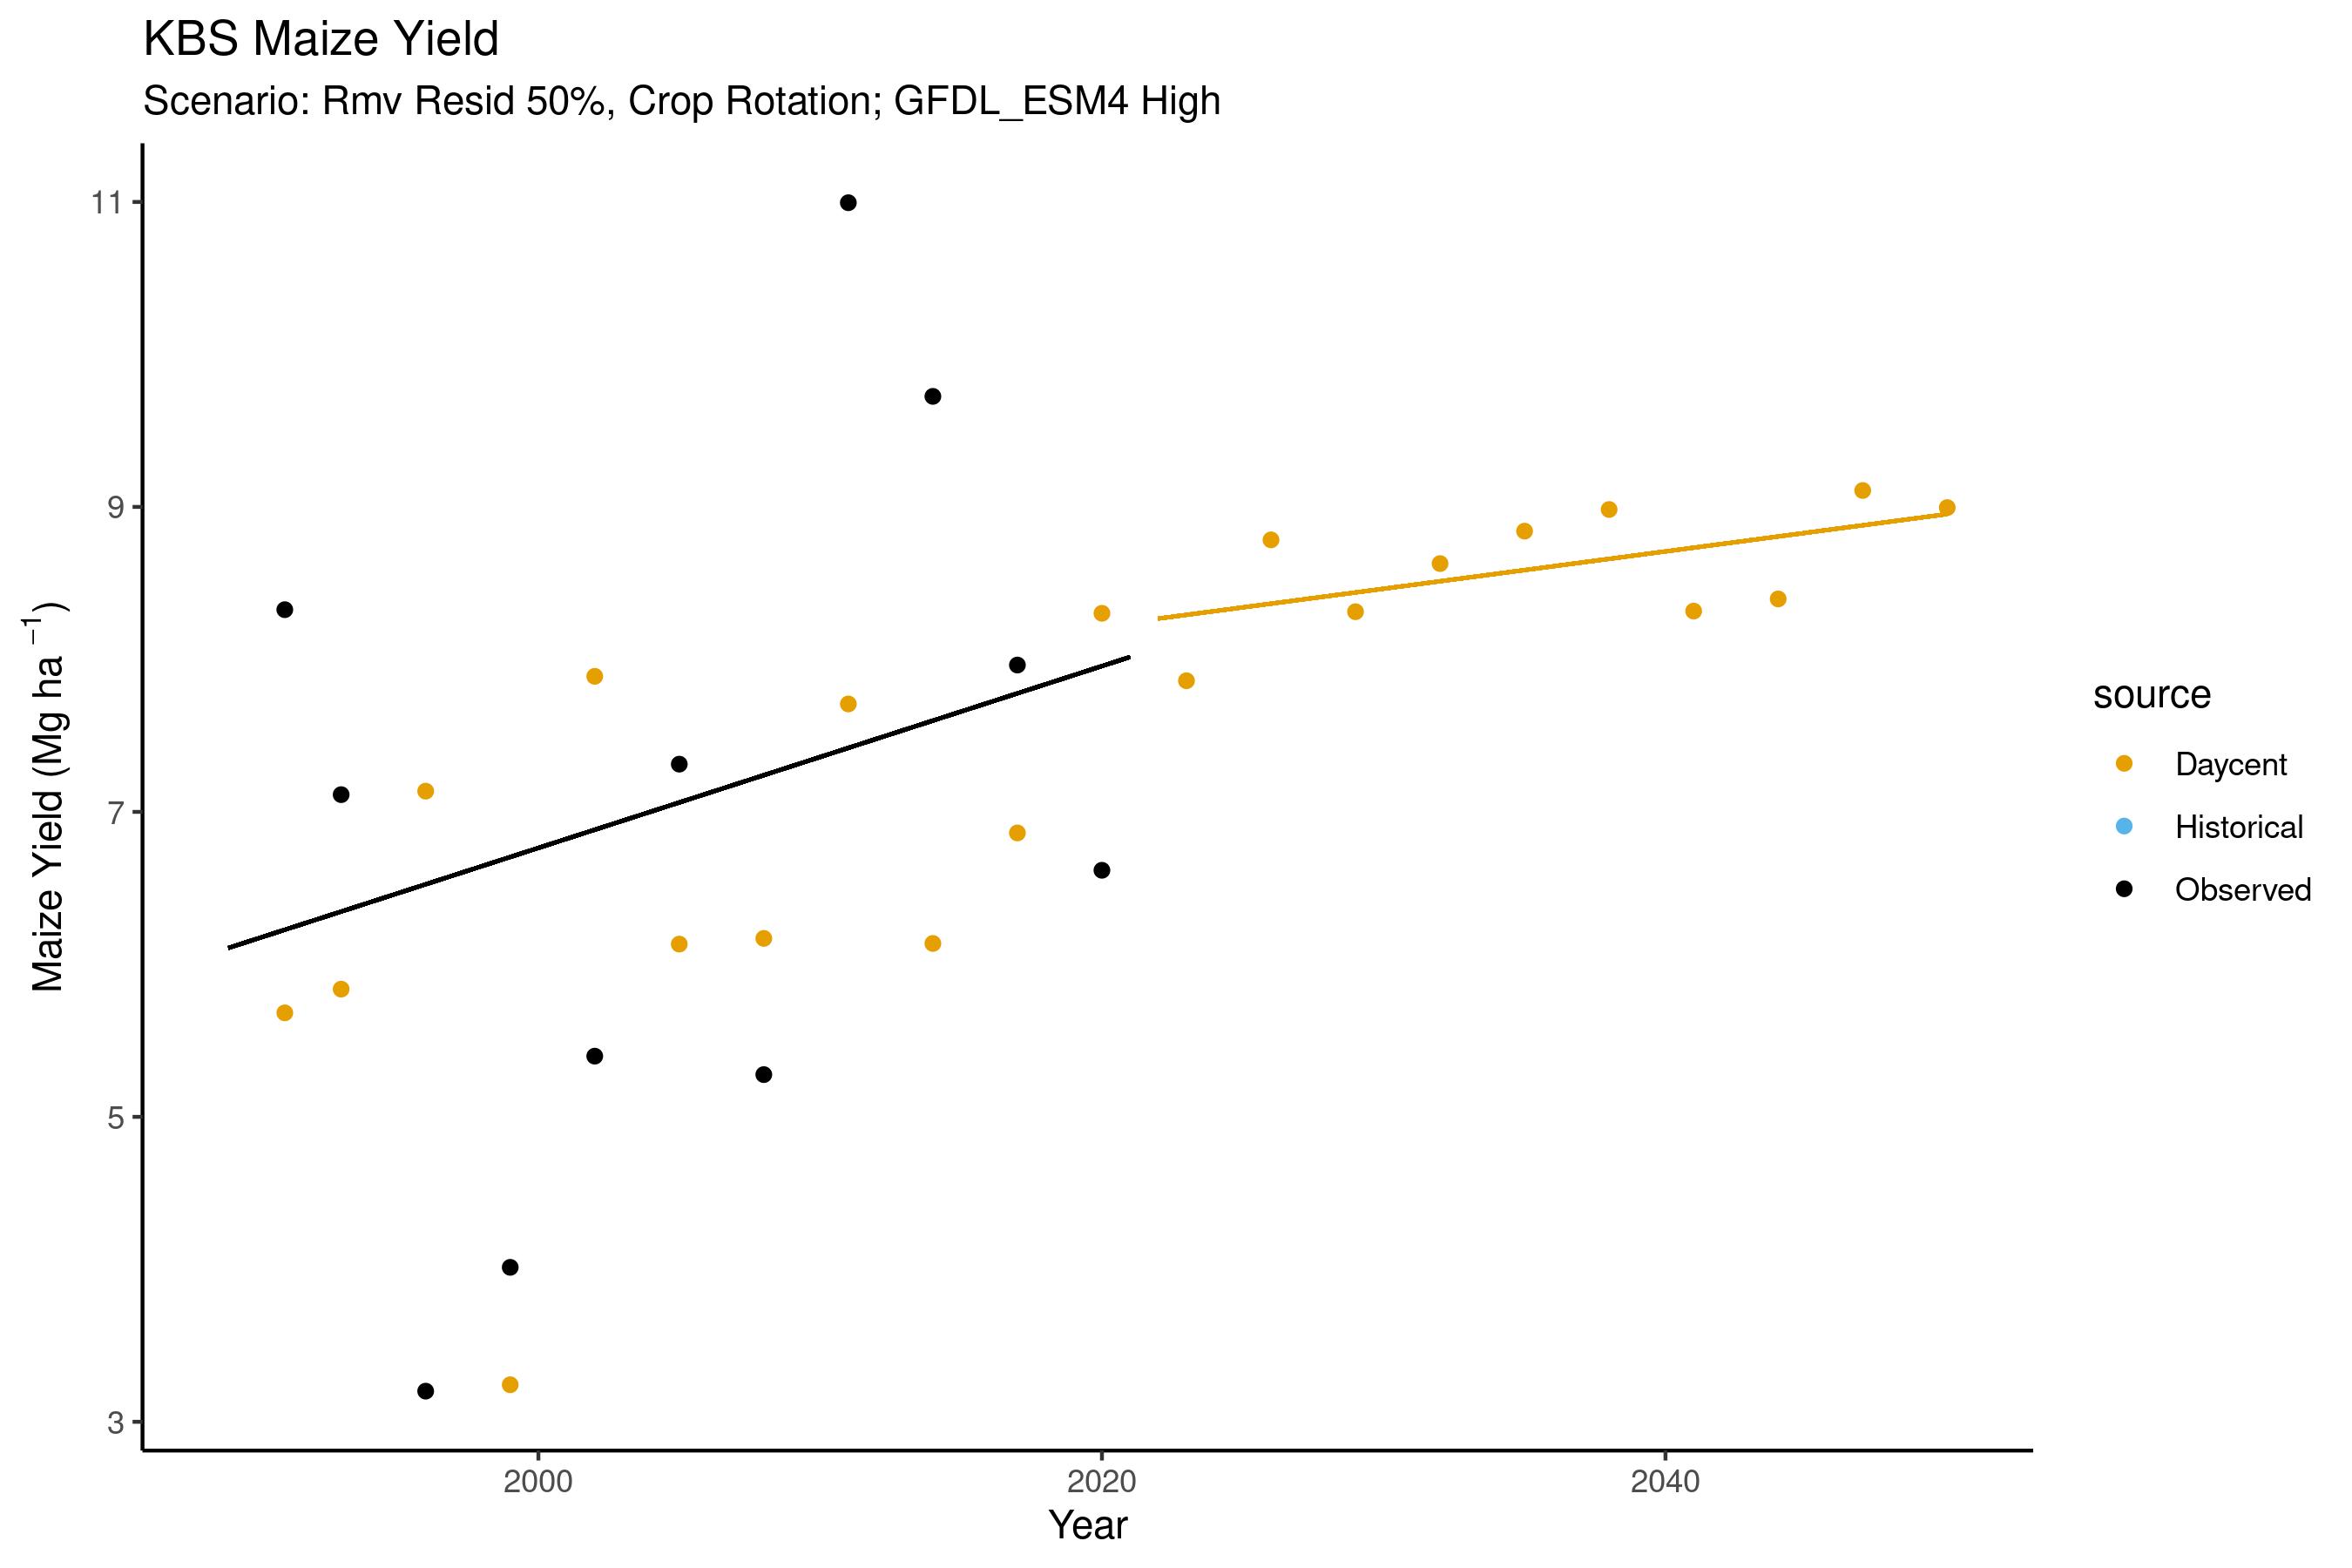 KBS Maize Yield
Scenario: Rmv Resid 50%, Crop Rotation; GFDL_ESM4 High
Maize Yield (Mg ha −1)
11
9
7
5
3
2000
2020
2040
Year
source
Daycent
Historical
Observed